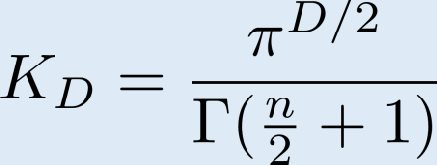 K_D = \frac{\pi^{D/2}}{\Gamma(\frac{n}{2} + 1)}